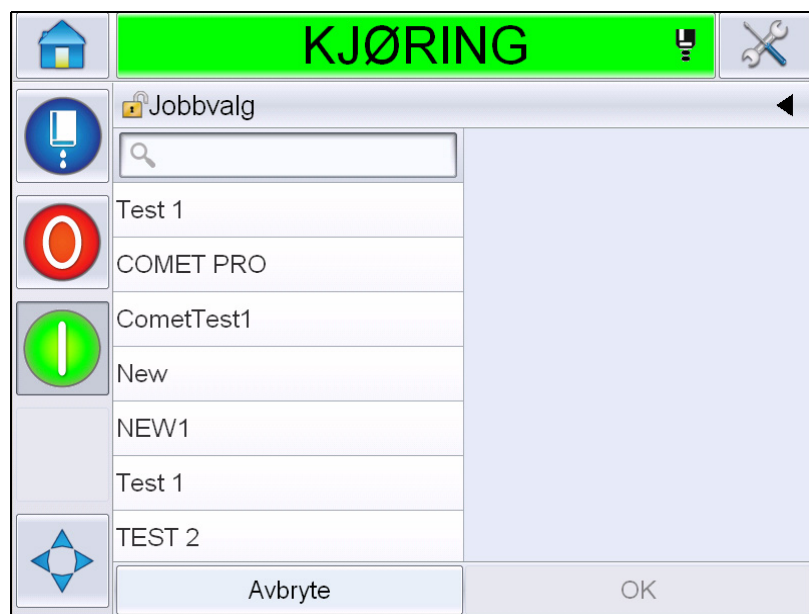 KJØRING
Jobbvalg
Test 1
COMET PRO
CometTest1
New
NEW1
Test 1
TEST 2
Avbryte OK